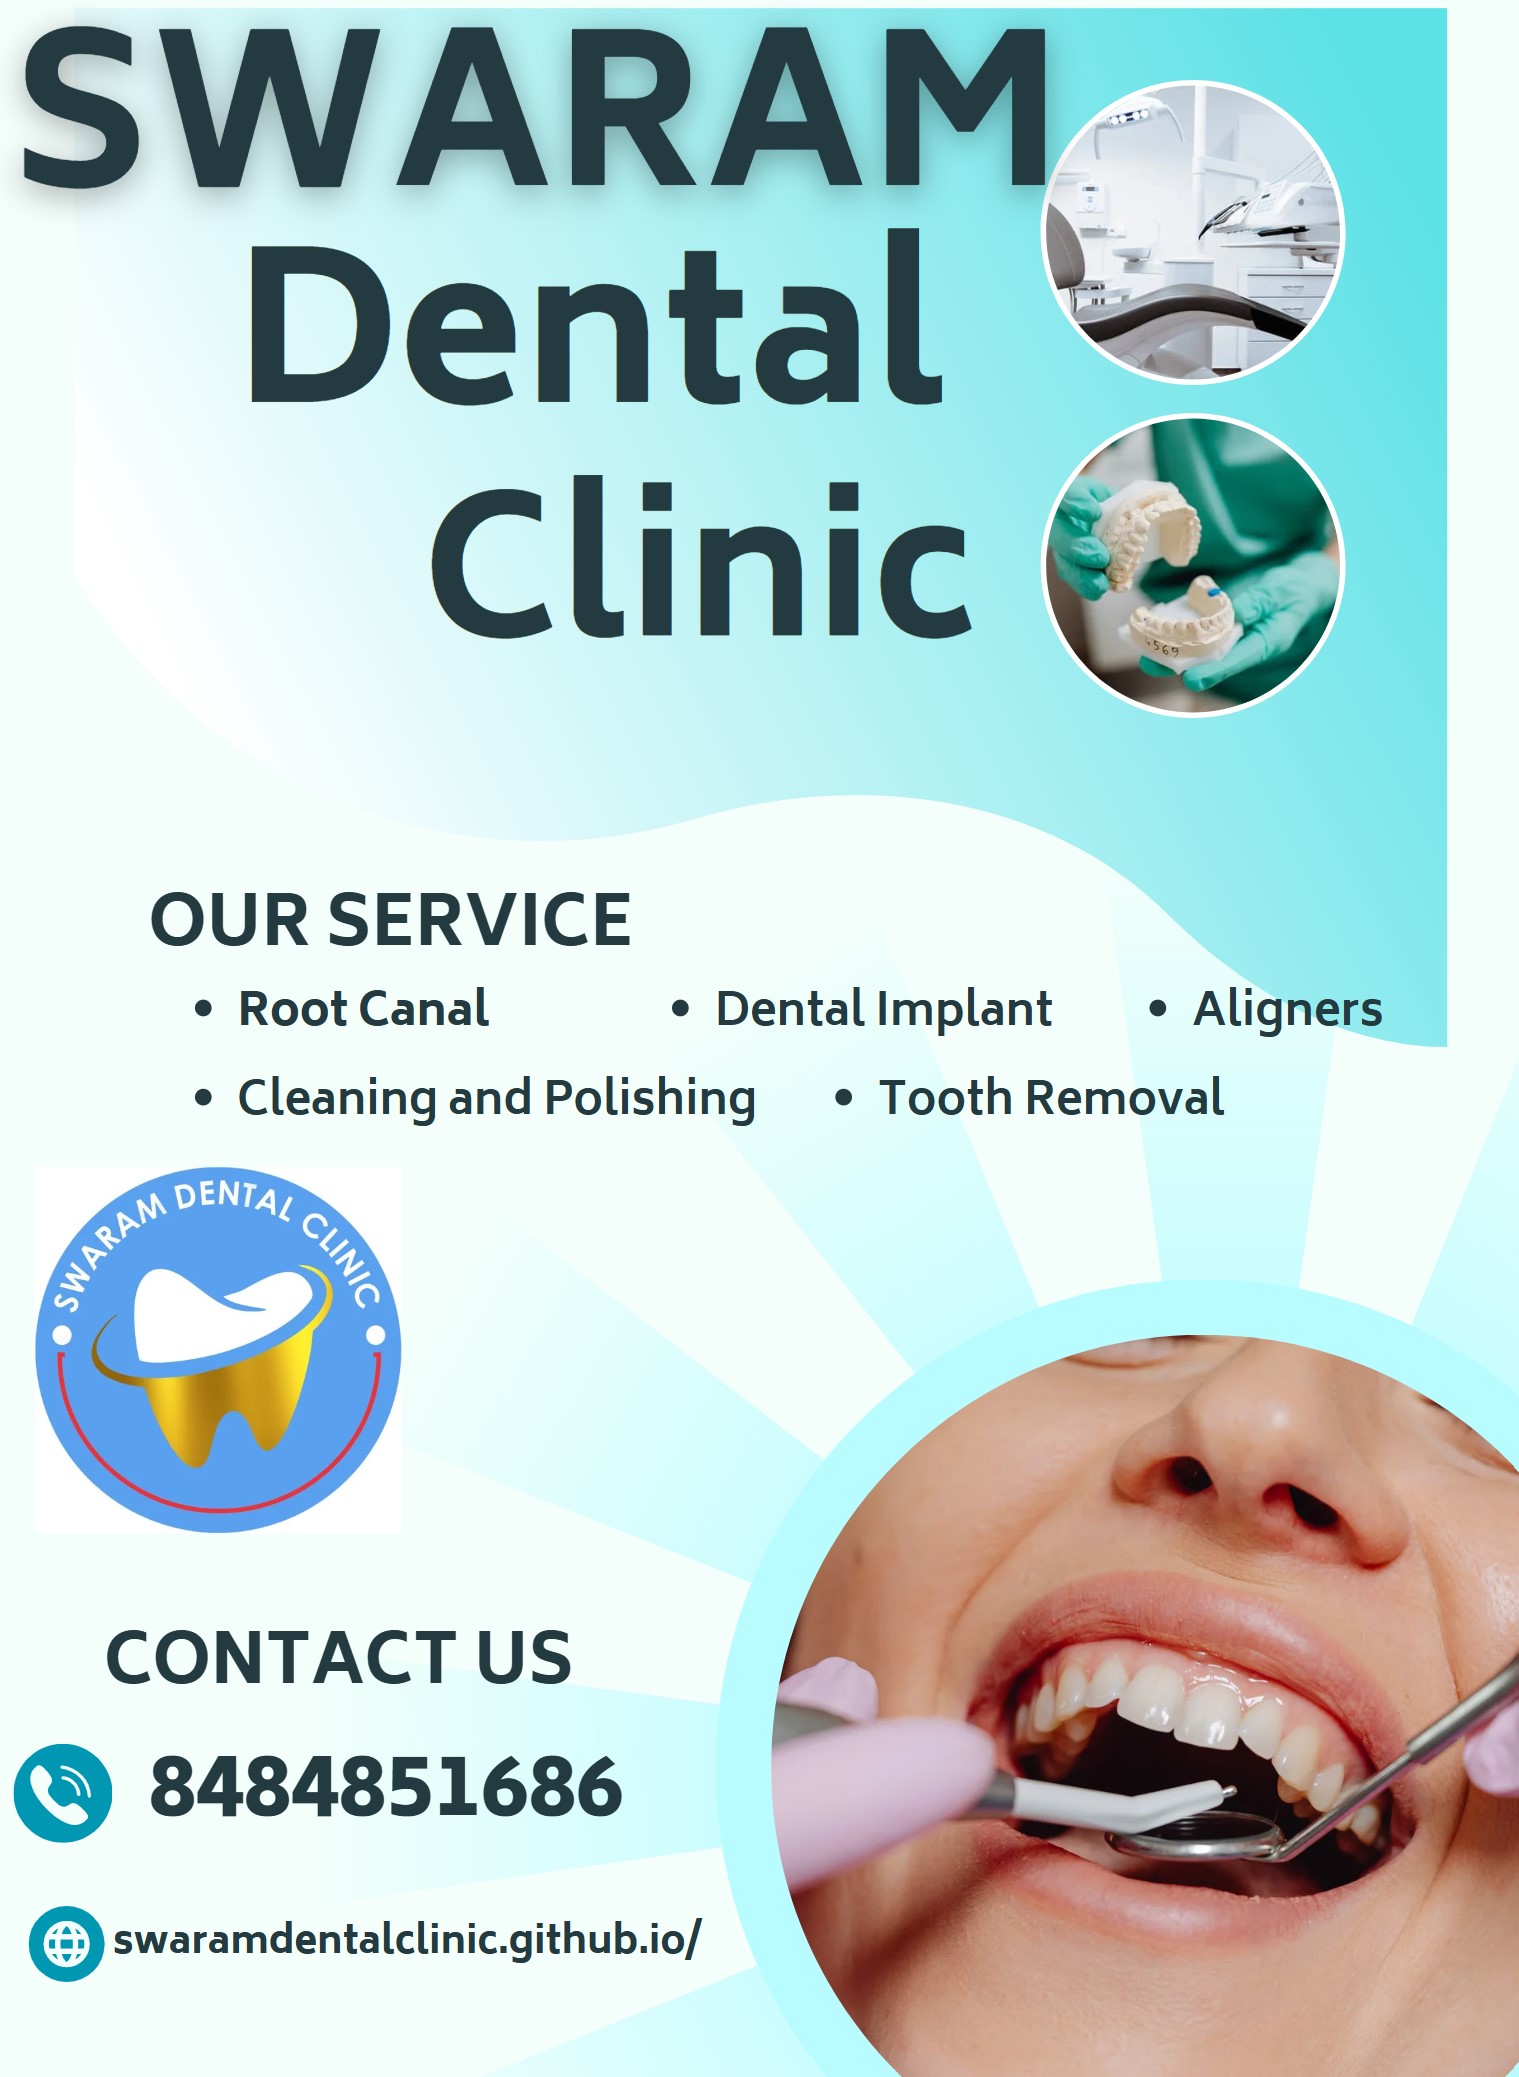 SWARAM
Dental
Clinic
4569
OUR SERVICE
• Root Canal • Dental Implant • Aligners
• Cleaning and Polishing • Tooth Removal
SWARAM DENTAL CLINIC
CONTACT US
8484851686
swaramdentalclinic.github.io/